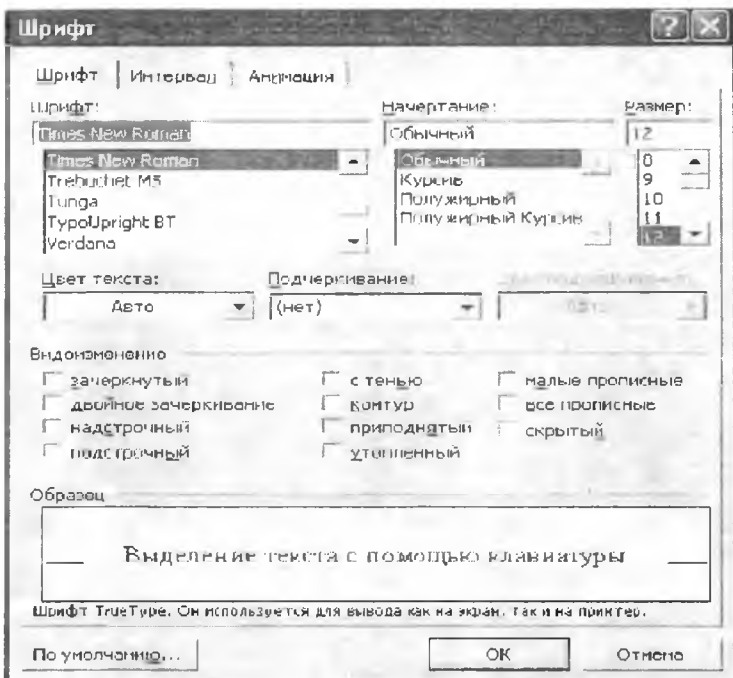 Шрифт
Шрифт Интервал Анимация
Шрифт: Начертание: Размер:
Times New Roman Обычный 12
Times New Roman Обычный 8
Trebuchet MS Курсив 9
Tunga Полужирный 10
TypoUpright BT Полужирный Курсив 11
Verdana 12
Цвет текста: Подчеркивание:
Авто (нет) Авто
Видоизменение
зачеркнутый с тенью малые прописные
двойное зачеркивание контур все прописные
надстрочный приподнятый скрытый
подстрочный утопленный
Образец
Выделение текста с помощью клавиатуры
Шрифт TrueType. Он используется для вывода как на экран, так и на принтер.
По умолчанию... ОК Отмена